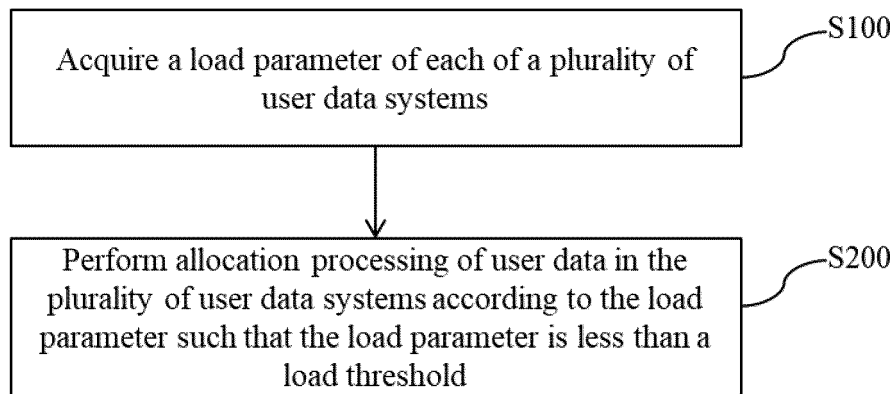 S100
Acquire a load parameter of each of a plurality of
user data systems
S200
Perform allocation processing of user data in the
plurality of user data systems according to the load
parameter such that the load parameter is less than a
load threshold